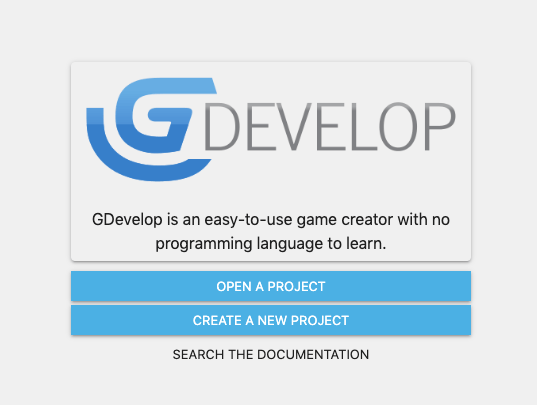 GDEVELOP
GDevelop is an easy-to-use game creator with no
programming language to learn.
OPEN A PROJECT
CREATE A NEW PROJECT
SEARCH THE DOCUMENTATION